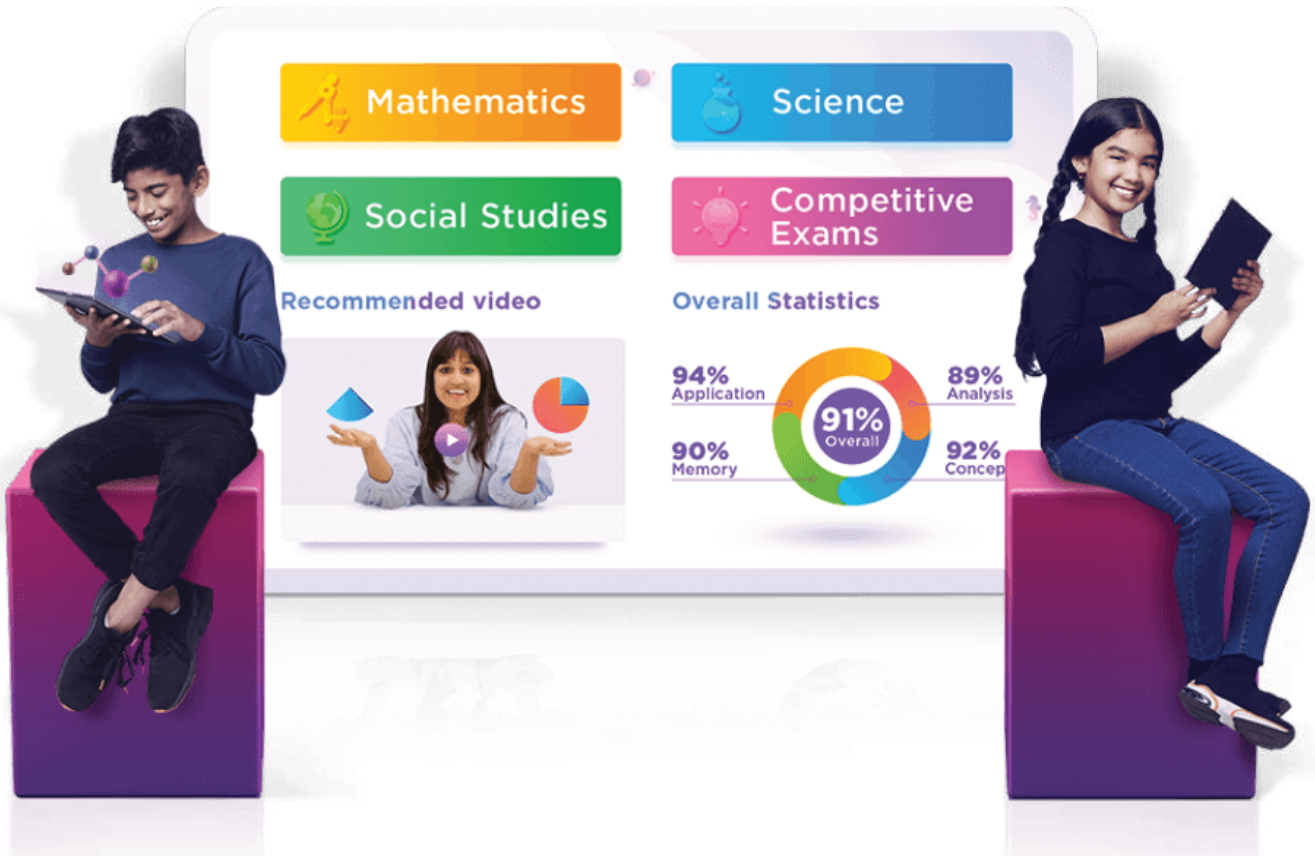 Mathematics
Science
Social Studies
Competitive
Exams
Recommended video
Overall Statistics
94%
Application
89%
Analysis
91%
Overall
90%
Memory
92%
Concep